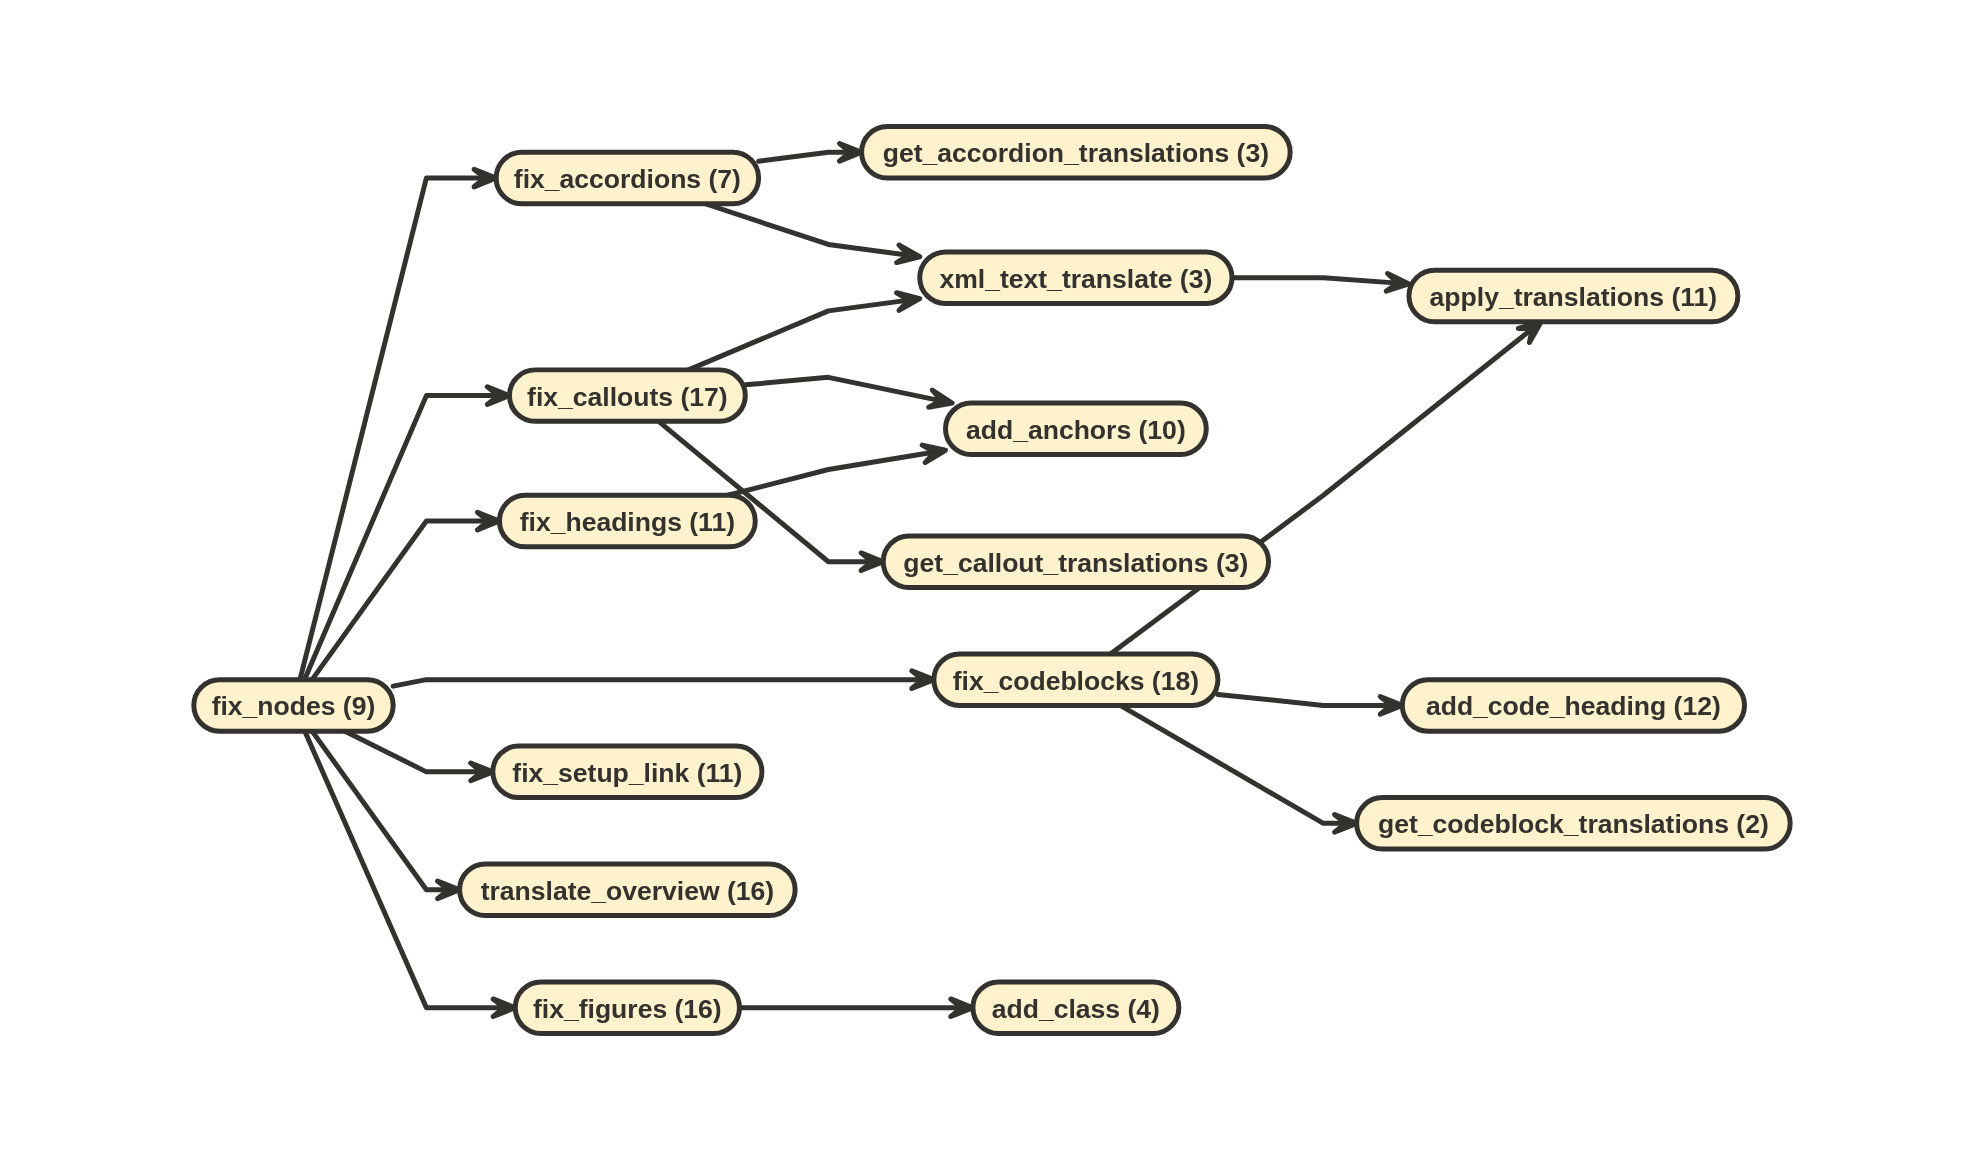 get_accordion_translations (3)
fix_accordions (7)
xml_text_translate (3)
apply_translations (11)
fix_callouts (17)
add_anchors (10)
fix_headings (11)
get_callout_translations (3)
fix_codeblocks (18)
fix_nodes (9)
add_code_heading (12)
fix_setup_link (11)
get_codeblock_translations (2)
translate_overview (16)
fix_figures (16)
add_class (4)